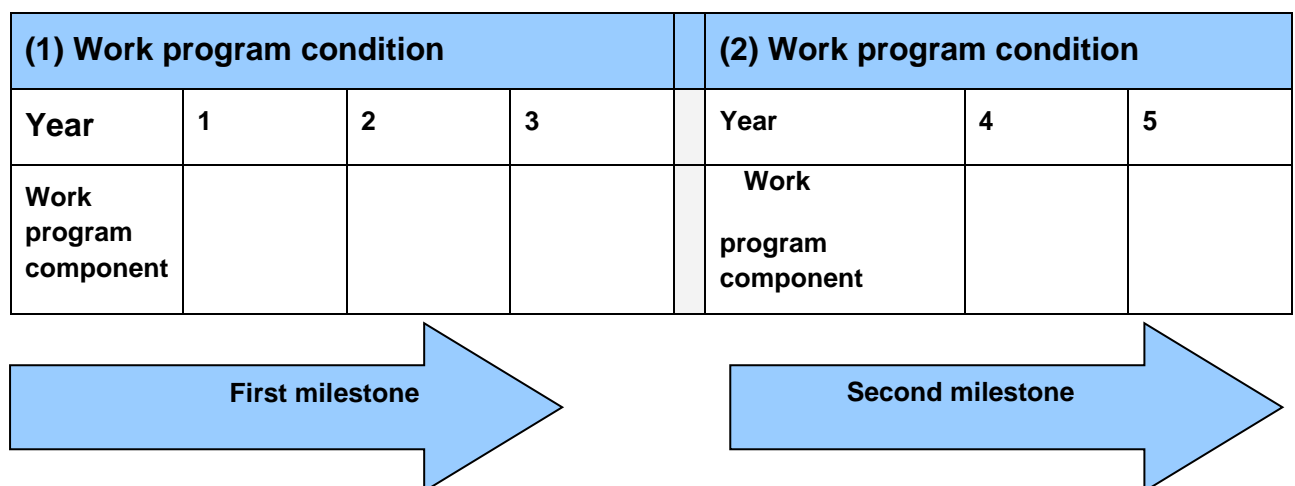 (1) Work program condition
(2) Work program condition
Year 1 2 3
Year 4 5
Work
program
component
Work
program
component
First milestone
Second milestone